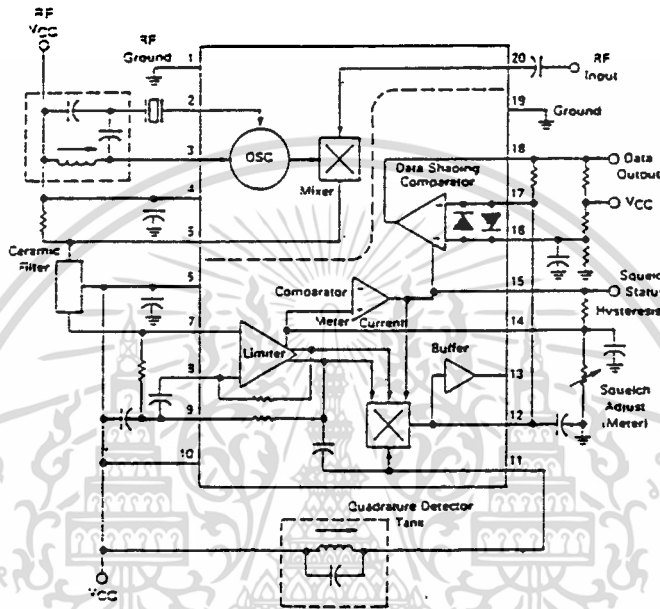 RF
VCC
RF
Ground
1
20
RF
Input
2
19
Ground
3
OSC
Mixer
18
Data
Output
Data Shaping
Comparator
17
VCC
4
5
16
Ceramic
Filter
6
15
Squelch
Status
Comparator
Hysteresis
Meter Current
14
7
Limiter
Buffer
8
13
Squelch
Adjust
(Meter)
9
12
10
11
Quadrature Detector
Tank
VCC